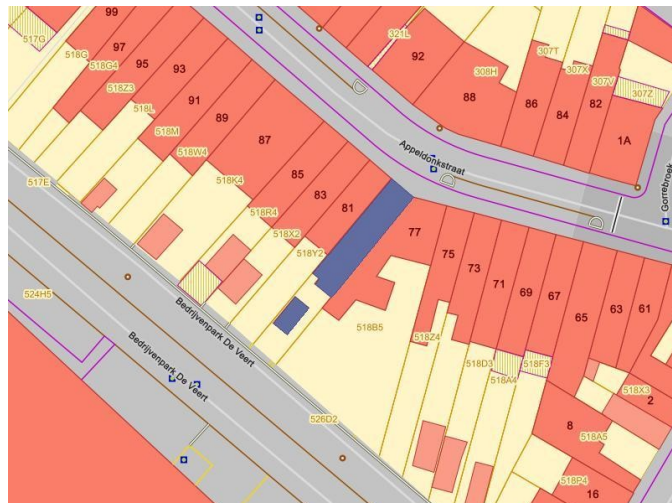 99
517G
321L
97
518G
92
307T
518G4
95
93
308H
307X
307V
518Z3
91
88
307Z
518L
89
86
84
82
518M
87
1A
Appeldonkstraat
518W4
85
517E
518K4
83
Gorrebroek
81
518R4
77
75
518X2
73
71
518Y2
69
67
524H5
65
63
61
Bedrijvenpark De Veert
518B5
518Z4
518D3
518F3
518A4
518X3
Bedrijvenpark De Veert
2
526D2
8
518A5
518P4
16